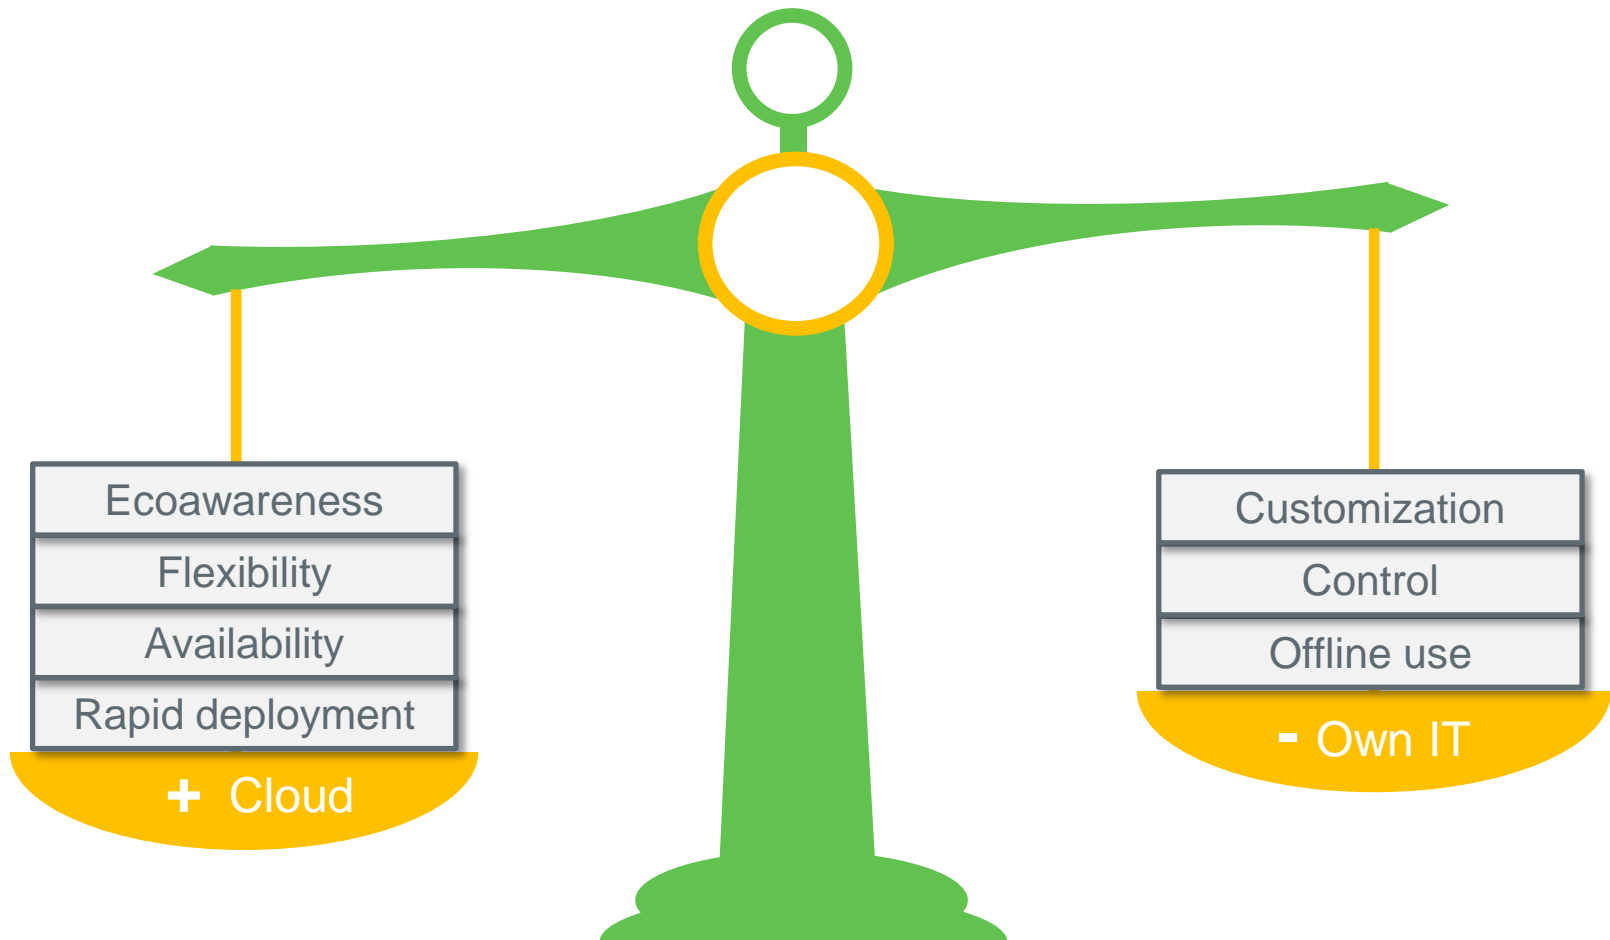 Ecoawareness
Flexibility
Availability
Rapid deployment
+ Cloud
Customization
Control
Offline use
- Own IT